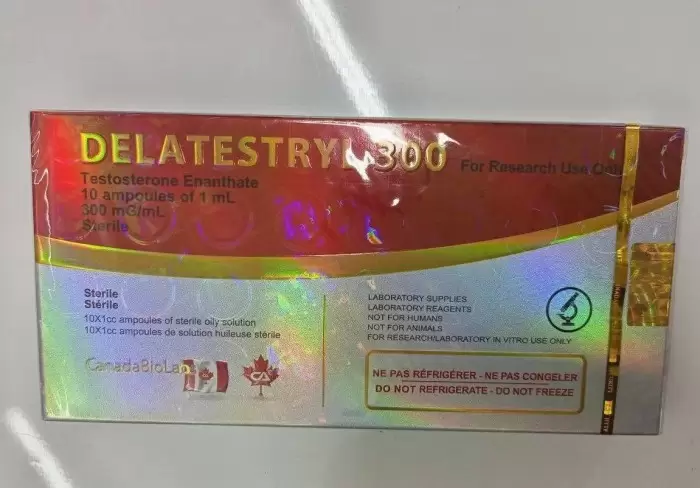 DELATESTRYL 300
For Research Use Only
Testosterone Enanthate
10 ampoules of 1 mL
300 mG/mL
Sterile
Sterile
Stérile
10X1cc ampoules of sterile oily solution
10X1cc ampoules de solution huileuse stérile
CanadaBioLab
LABORATORY SUPPLIES
LABORATORY REAGENTS
NOT FOR HUMANS
NOT FOR ANIMALS
FOR RESEARCH/LABORATORY IN VITRO USE ONLY
NE PAS RÉFRIGÉRER - NE PAS CONGELER
DO NOT REFRIGERATE - DO NOT FREEZE